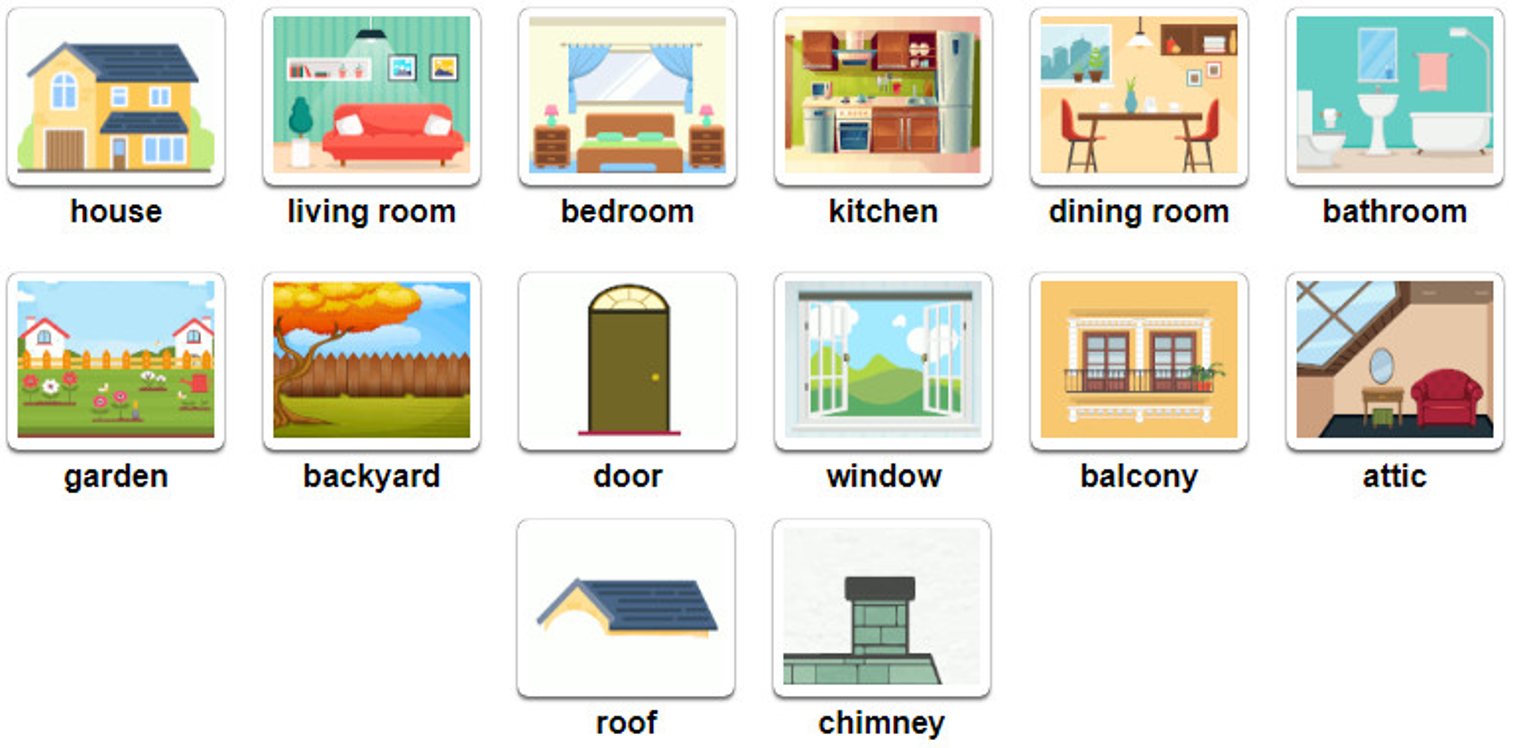 house living room bedroom kitchen dining room bathroom
garden backyard door window balcony attic
roof chimney